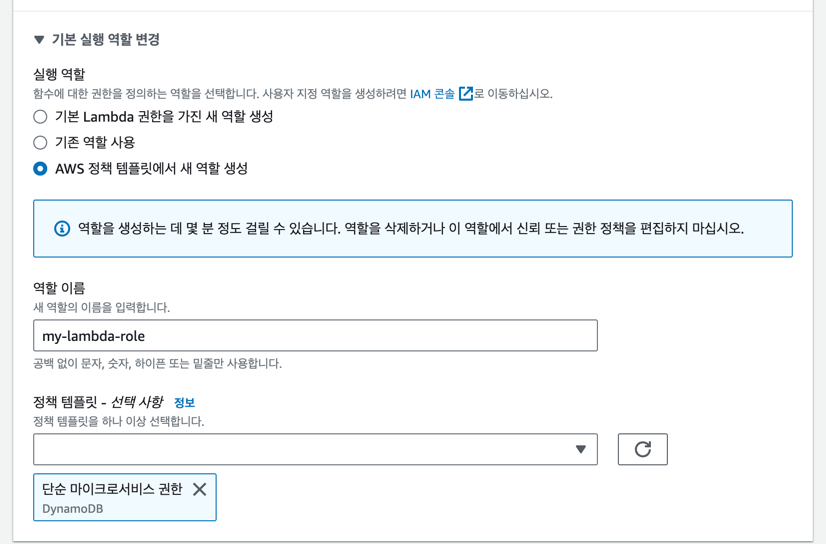 기본 실행 역할 변경
실행 역할
함수에 대한 권한을 정의하는 역할을 선택합니다. 사용자 지정 역할을 생성하려면 IAM 콘솔로 이동하십시오.
기본 Lambda 권한을 가진 새 역할 생성
기존 역할 사용
AWS 정책 템플릿에서 새 역할 생성
역할을 생성하는 데 몇 분 정도 걸릴 수 있습니다. 역할을 삭제하거나 이 역할에서 신뢰 또는 권한 정책을 편집하지 마십시오.
역할 이름
새 역할의 이름을 입력합니다.
my-lambda-role
공백 없이 문자, 숫자, 하이픈 또는 밑줄만 사용합니다.
정책 템플릿 - 선택 사항 정보
정책 템플릿을 하나 이상 선택합니다.
단순 마이크로서비스 권한
DynamoDB